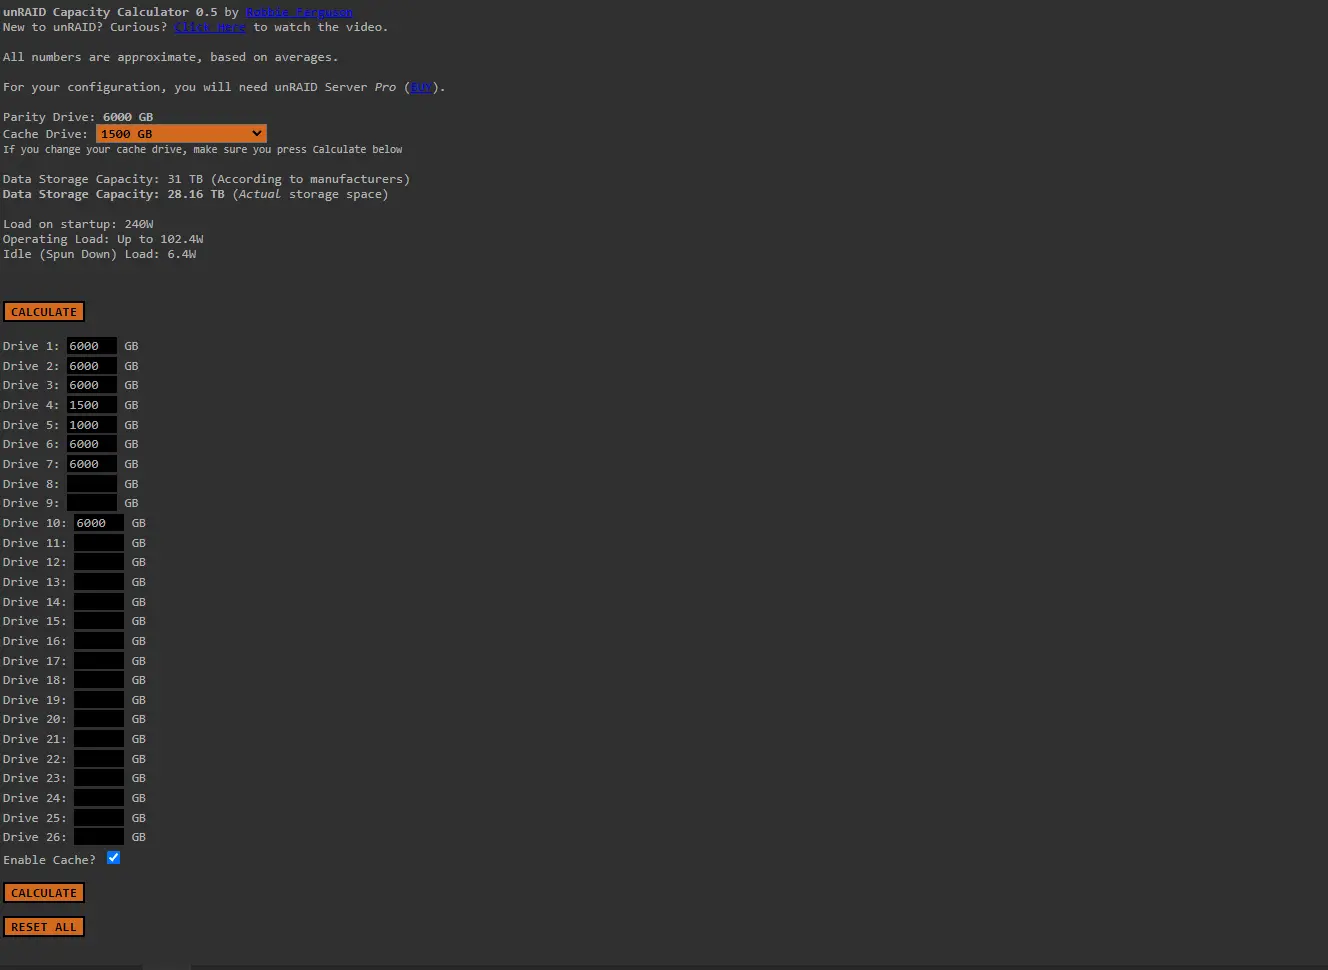 unRAID Capacity Calculator 0.5 by Robbie Ferguson
New to unRAID? Curious? Click Here to watch the video.
All numbers are approximate, based on averages.
For your configuration, you will need unRAID Server Pro (BUY).
Parity Drive: 6000 GB
Cache Drive: 1500 GB
If you change your cache drive, make sure you press Calculate below
Data Storage Capacity: 31 TB (According to manufacturers)
Data Storage Capacity: 28.16 TB (Actual storage space)
Load on startup: 240W
Operating Load: Up to 102.4W
Idle (Spun Down) Load: 6.4W
CALCULATE
Drive 1: 6000 GB
Drive 2: 6000 GB
Drive 3: 6000 GB
Drive 4: 1500 GB
Drive 5: 1000 GB
Drive 6: 6000 GB
Drive 7: 6000 GB
Drive 8: GB
Drive 9: GB
Drive 10: 6000 GB
Drive 11: GB
Drive 12: GB
Drive 13: GB
Drive 14: GB
Drive 15: GB
Drive 16: GB
Drive 17: GB
Drive 18: GB
Drive 19: GB
Drive 20: GB
Drive 21: GB
Drive 22: GB
Drive 23: GB
Drive 24: GB
Drive 25: GB
Drive 26: GB
Enable Cache?
CALCULATE
RESET ALL